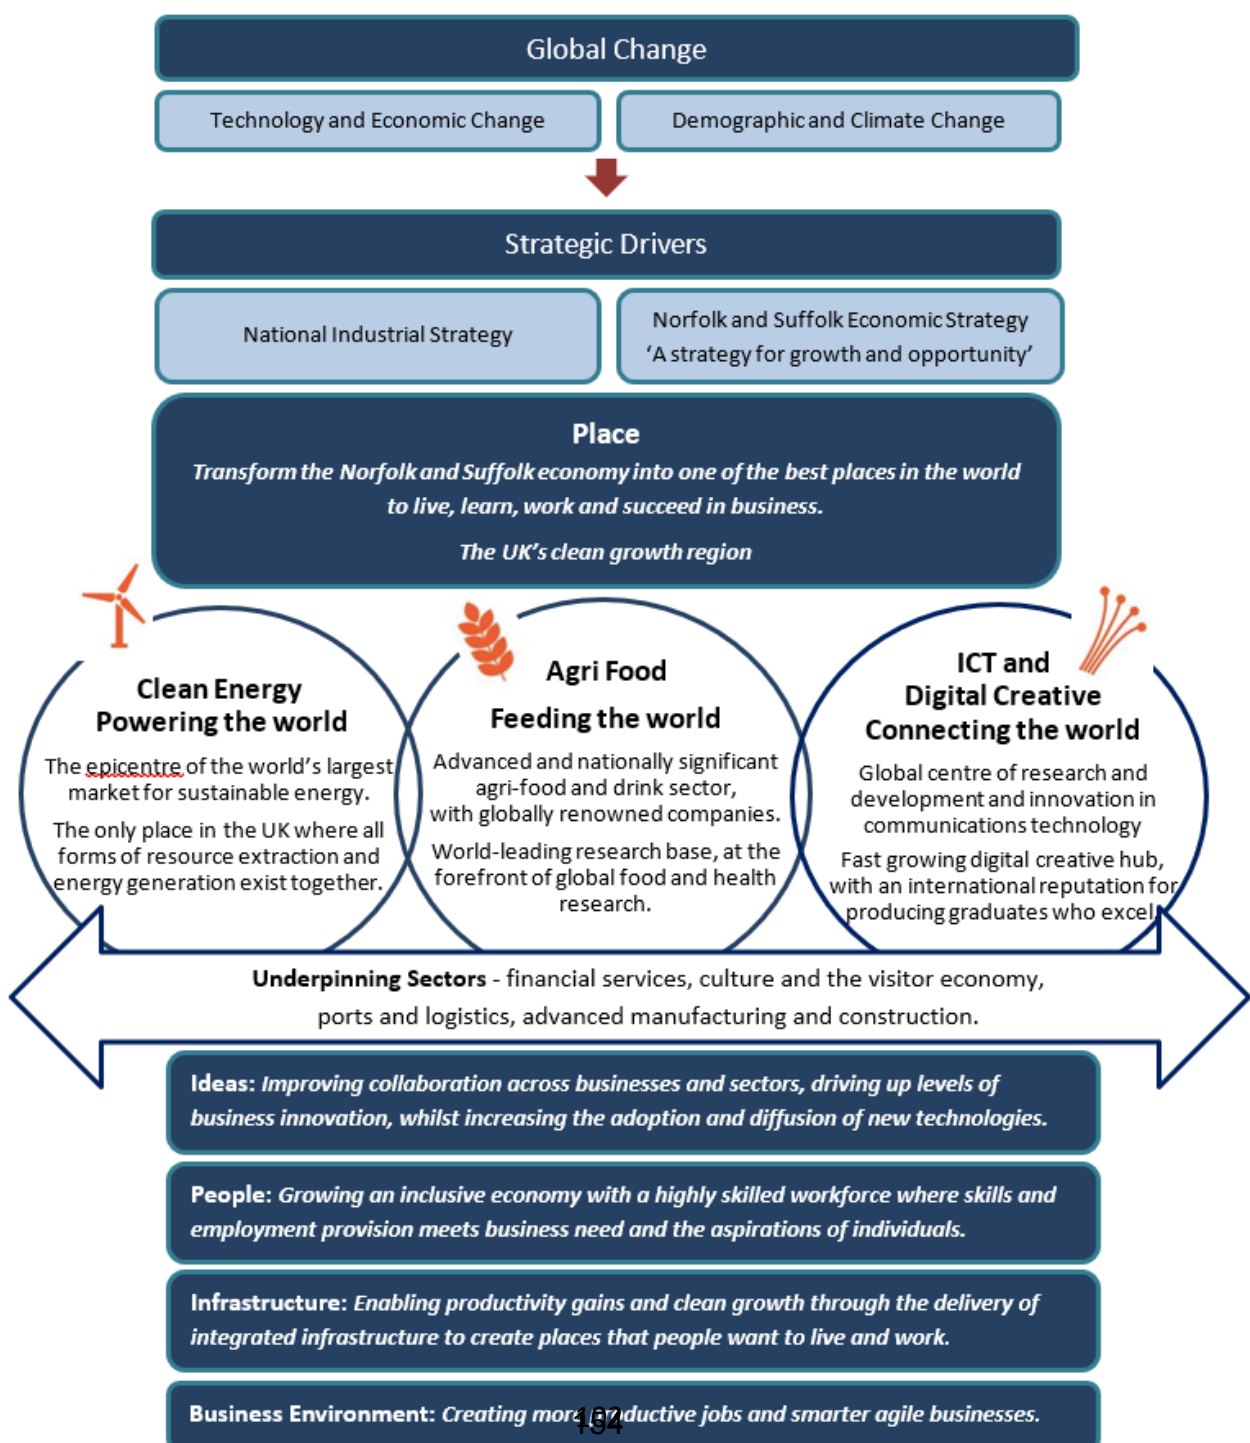 Global Change
Technology and Economic Change
Demographic and Climate Change
Strategic Drivers
National Industrial Strategy
Norfolk and Suffolk Economic Strategy
‘A strategy for growth and opportunity’
Place
Transform the Norfolk and Suffolk economy into one of the best places in the world
to live, learn, work and succeed in business.
The UK’s clean growth region
Clean Energy
Powering the world
The epicentre of the world’s largest
market for sustainable energy.
The only place in the UK where all
forms of resource extraction and
energy generation exist together.
Agri Food
Feeding the world
Advanced and nationally significant
agri-food and drink sector,
with globally renowned companies.
World-leading research base, at the
forefront of global food and health
research.
ICT and
Digital Creative
Connecting the world
Global centre of research and
development and innovation in
communications technology
Fast growing digital creative hub,
with an international reputation for
producing graduates who excel.
Underpinning Sectors - financial services, culture and the visitor economy,
ports and logistics, advanced manufacturing and construction.
Ideas: Improving collaboration across businesses and sectors, driving up levels of
business innovation, whilst increasing the adoption and diffusion of new technologies.
People: Growing an inclusive economy with a highly skilled workforce where skills and
employment provision meets business need and the aspirations of individuals.
Infrastructure: Enabling productivity gains and clean growth through the delivery of
integrated infrastructure to create places that people want to live and work.
Business Environment: Creating more productive jobs and smarter agile businesses.